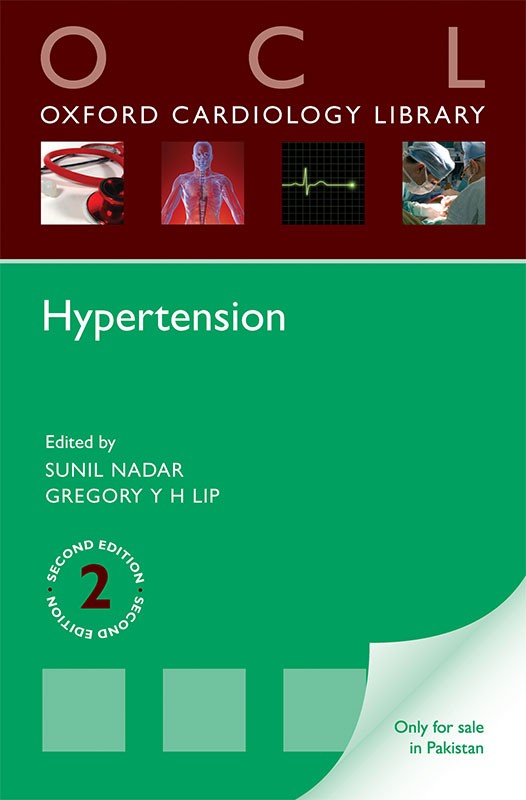 O C L
OXFORD CARDIOLOGY LIBRARY
Hypertension
Edited by
SUNIL NADAR
GREGORY Y H LIP
SECOND EDITION · SECOND EDITION ·
2
Only for sale
in Pakistan